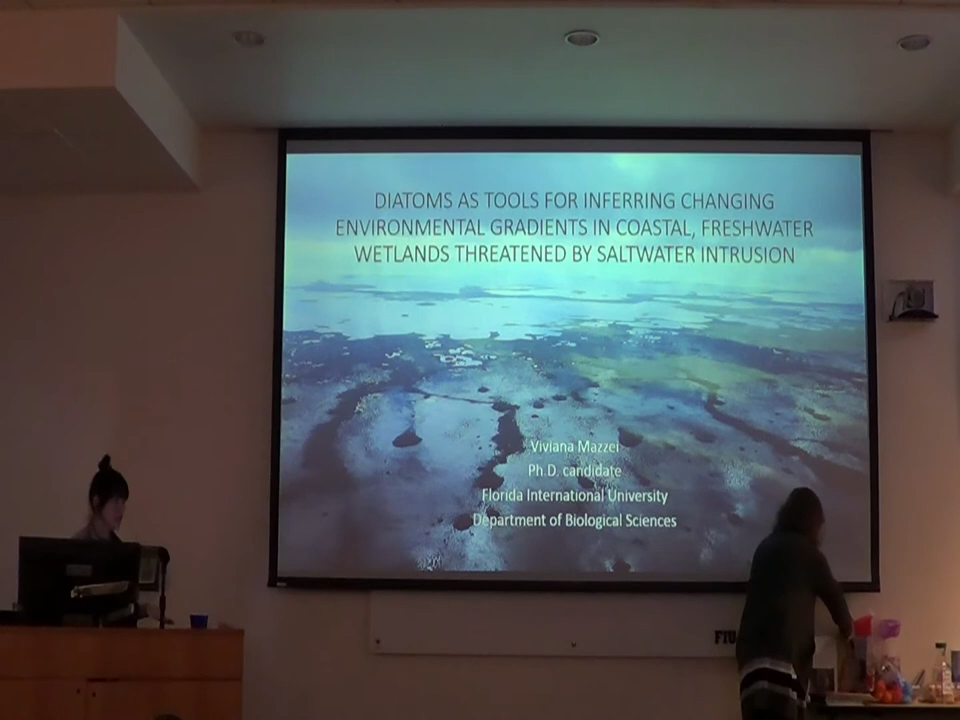 DIATOMS AS TOOLS FOR INFERRING CHANGING
ENVIRONMENTAL GRADIENTS IN COASTAL, FRESHWATER
WETLANDS THREATENED BY SALTWATER INTRUSION
Viviana Mazzei
Ph.D. candidate
Florida International University
Department of Biological Sciences
FIU